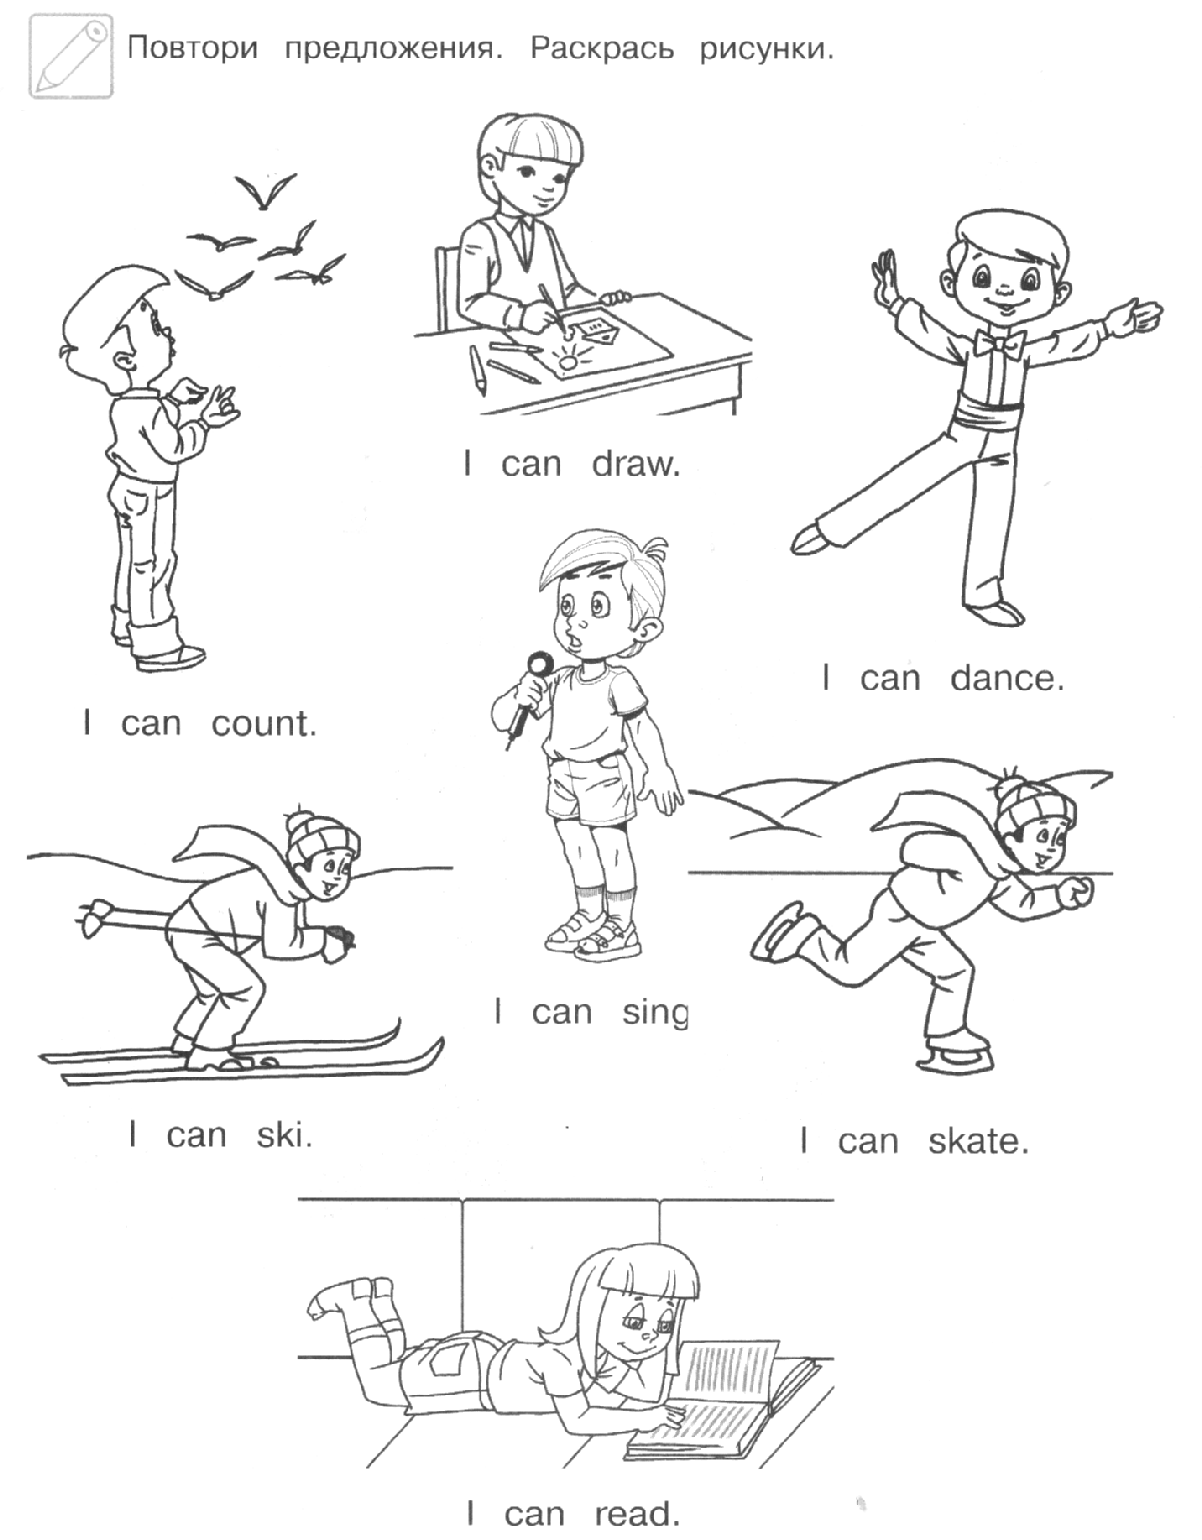 Повтори предложения. Раскрась рисунки.
I can draw.
I can dance.
I can count.
I can sing
I can ski.
I can skate.
I can read.